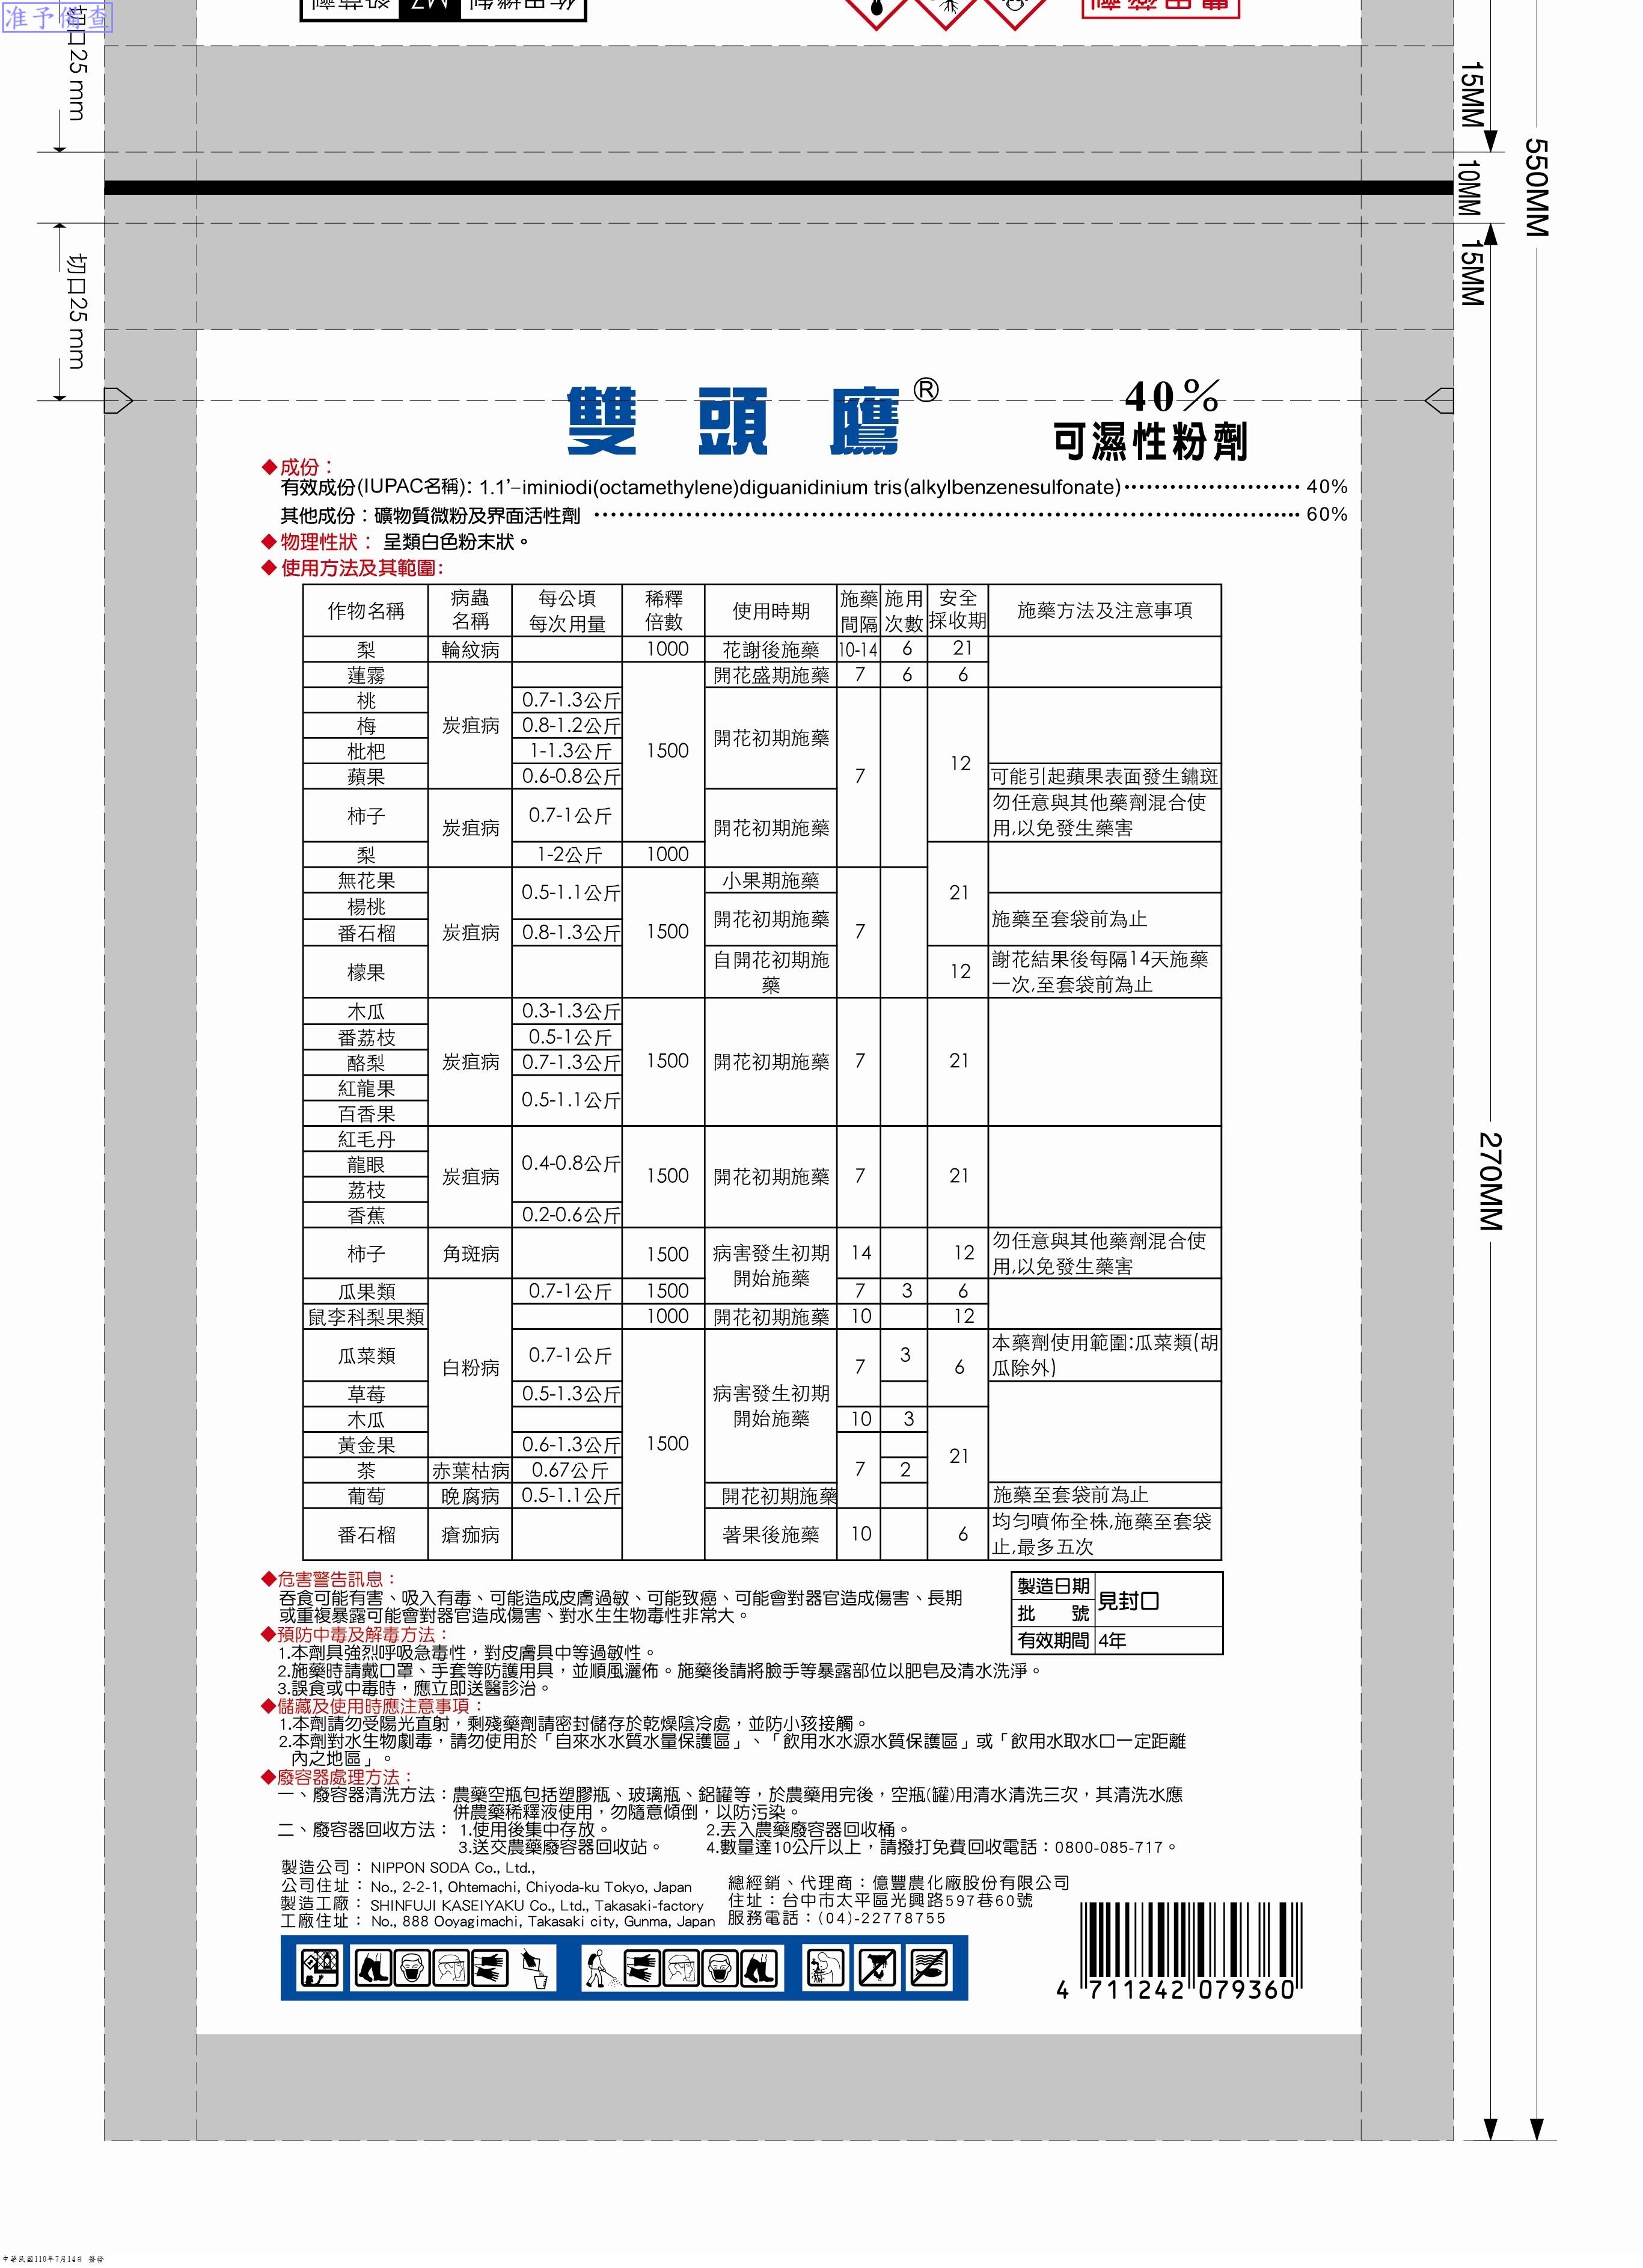 准予備查
切口25 mm
15MM
10MM
15MM
550MM
切口25 mm
雙頭鷹®
40%
可濕性粉劑
◆成份：
有效成份(IUPAC名稱): 1.1’–iminiodi(octamethylene)diguanidinium tris(alkylbenzenesulfonate)‧‧‧‧‧‧‧‧‧‧‧‧‧‧‧‧‧‧‧‧‧ 40%
其他成份：礦物質微粉及界面活性劑 ‧‧‧‧‧‧‧‧‧‧‧‧‧‧‧‧‧‧‧‧‧‧‧‧‧‧‧‧‧‧ 60%
◆物理性狀： 呈類白色粉末狀。
◆使用方法及其範圍:
作物名稱 病蟲名稱 每公頃每次用量 稀釋倍數 使用時期 施藥間隔 施用次數 安全採收期 施藥方法及注意事項
梨 輪紋病 1000 花謝後施藥 10-14 6 21
蓮霧 炭疽病 1500 開花盛期施藥 7 6 6
桃 0.7-1.3公斤 開花初期施藥 7 12
梅 0.8-1.2公斤
枇杷 1-1.3公斤
蘋果 0.6-0.8公斤 可能引起蘋果表面發生鏽斑
柿子 炭疽病 0.7-1公斤 開花初期施藥 勿任意與其他藥劑混合使用,以免發生藥害
梨 1-2公斤 1000 21
無花果 炭疽病 0.5-1.1公斤 1500 小果期施藥 7
楊桃 開花初期施藥 施藥至套袋前為止
番石榴 0.8-1.3公斤
檬果 自開花初期施藥 12 謝花結果後每隔14天施藥一次,至套袋前為止
木瓜 炭疽病 0.3-1.3公斤 1500 開花初期施藥 7 21
番荔枝 0.5-1公斤
酪梨 0.7-1.3公斤
紅龍果 0.5-1.1公斤
百香果
紅毛丹 炭疽病 0.4-0.8公斤 1500 開花初期施藥 7 21
龍眼
荔枝
香蕉 0.2-0.6公斤
柿子 角斑病 1500 病害發生初期開始施藥 14 12 勿任意與其他藥劑混合使用,以免發生藥害
瓜果類 白粉病 0.7-1公斤 1500 7 3 6
鼠李科梨果類 1000 開花初期施藥 10 12
瓜菜類 0.7-1公斤 1500 病害發生初期開始施藥 7 3 6 本藥劑使用範圍:瓜菜類(胡瓜除外)
草莓 0.5-1.3公斤
木瓜 10 3 21
黃金果 0.6-1.3公斤 7
茶 赤葉枯病 0.67公斤 2
葡萄 晚腐病 0.5-1.1公斤 開花初期施藥 施藥至套袋前為止
番石榴 瘡痂病 著果後施藥 10 6 均勻噴佈全株,施藥至套袋止,最多五次
270MM
◆危害警告訊息：
吞食可能有害、吸入有毒、可能造成皮膚過敏、可能致癌、可能會對器官造成傷害、長期
或重複暴露可能會對器官造成傷害、對水生生物毒性非常大。
製造日期 見封口
批　號
有效期間 4年
◆預防中毒及解毒方法：
1.本劑具強烈呼吸急毒性，對皮膚具中等過敏性。
2.施藥時請戴口罩、手套等防護用具，並順風灑佈。施藥後請將臉手等暴露部位以肥皂及清水洗淨。
3.誤食或中毒時，應立即送醫診治。
◆儲藏及使用時應注意事項：
1.本劑請勿受陽光直射，剩殘藥劑請密封儲存於乾燥陰冷處，並防小孩接觸。
2.本劑對水生物劇毒，請勿使用於「自來水水質水量保護區」、「飲用水水源水質保護區」或「飲用水取水口一定距離
內之地區」。
◆廢容器處理方法：
一、廢容器清洗方法：農藥空瓶包括塑膠瓶、玻璃瓶、鋁罐等，於農藥用完後，空瓶(罐)用清水清洗三次，其清洗水應
併農藥稀釋液使用，勿隨意傾倒，以防污染。
二、廢容器回收方法： 1.使用後集中存放。 2.丟入農藥廢容器回收桶。
3.送交農藥廢容器回收站。 4.數量達10公斤以上，請撥打免費回收電話：0800-085-717。
製造公司： NIPPON SODA Co., Ltd.,
公司住址： No., 2-2-1, Ohtemachi, Chiyoda-ku Tokyo, Japan
製造工廠： SHINFUJI KASEIYAKU Co., Ltd., Takasaki-factory
工廠住址： No., 888 Ooyagimachi, Takasaki city, Gunma, Japan
總經銷、代理商：億豐農化廠股份有限公司
住址：台中市太平區光興路597巷60號
服務電話：(04)-22778755
4 711242 079360
中華民國110年7月14日 簽發